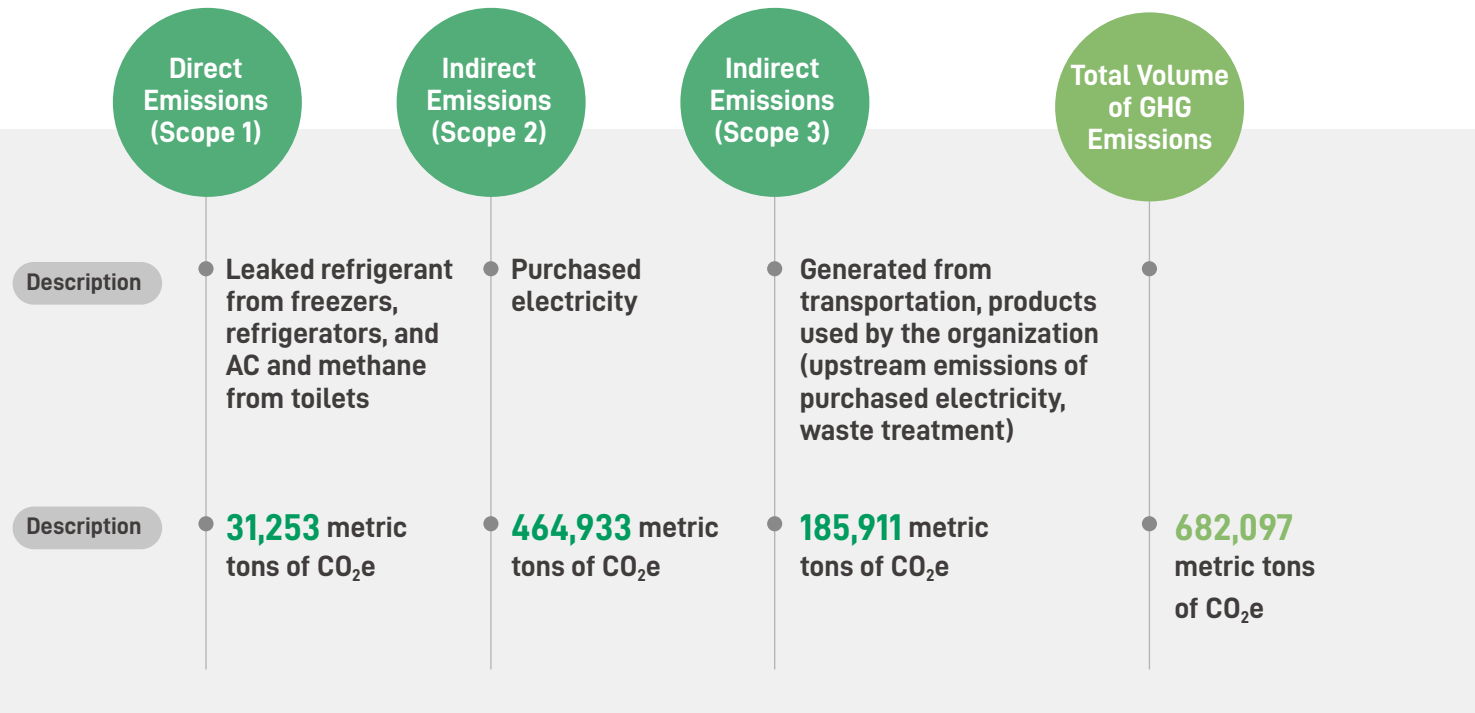 Direct
Emissions
(Scope 1)
Indirect
Emissions
(Scope 2)
Indirect
Emissions
(Scope 3)
Total Volume
of GHG
Emissions
Description
Leaked refrigerant
from freezers,
refrigerators, and
AC and methane
from toilets
Purchased
electricity
Generated from
transportation, products
used by the organization
(upstream emissions of
purchased electricity,
waste treatment)
Description
31,253 metric
tons of CO₂e
464,933 metric
tons of CO₂e
185,911 metric
tons of CO₂e
682,097
metric tons
of CO₂e